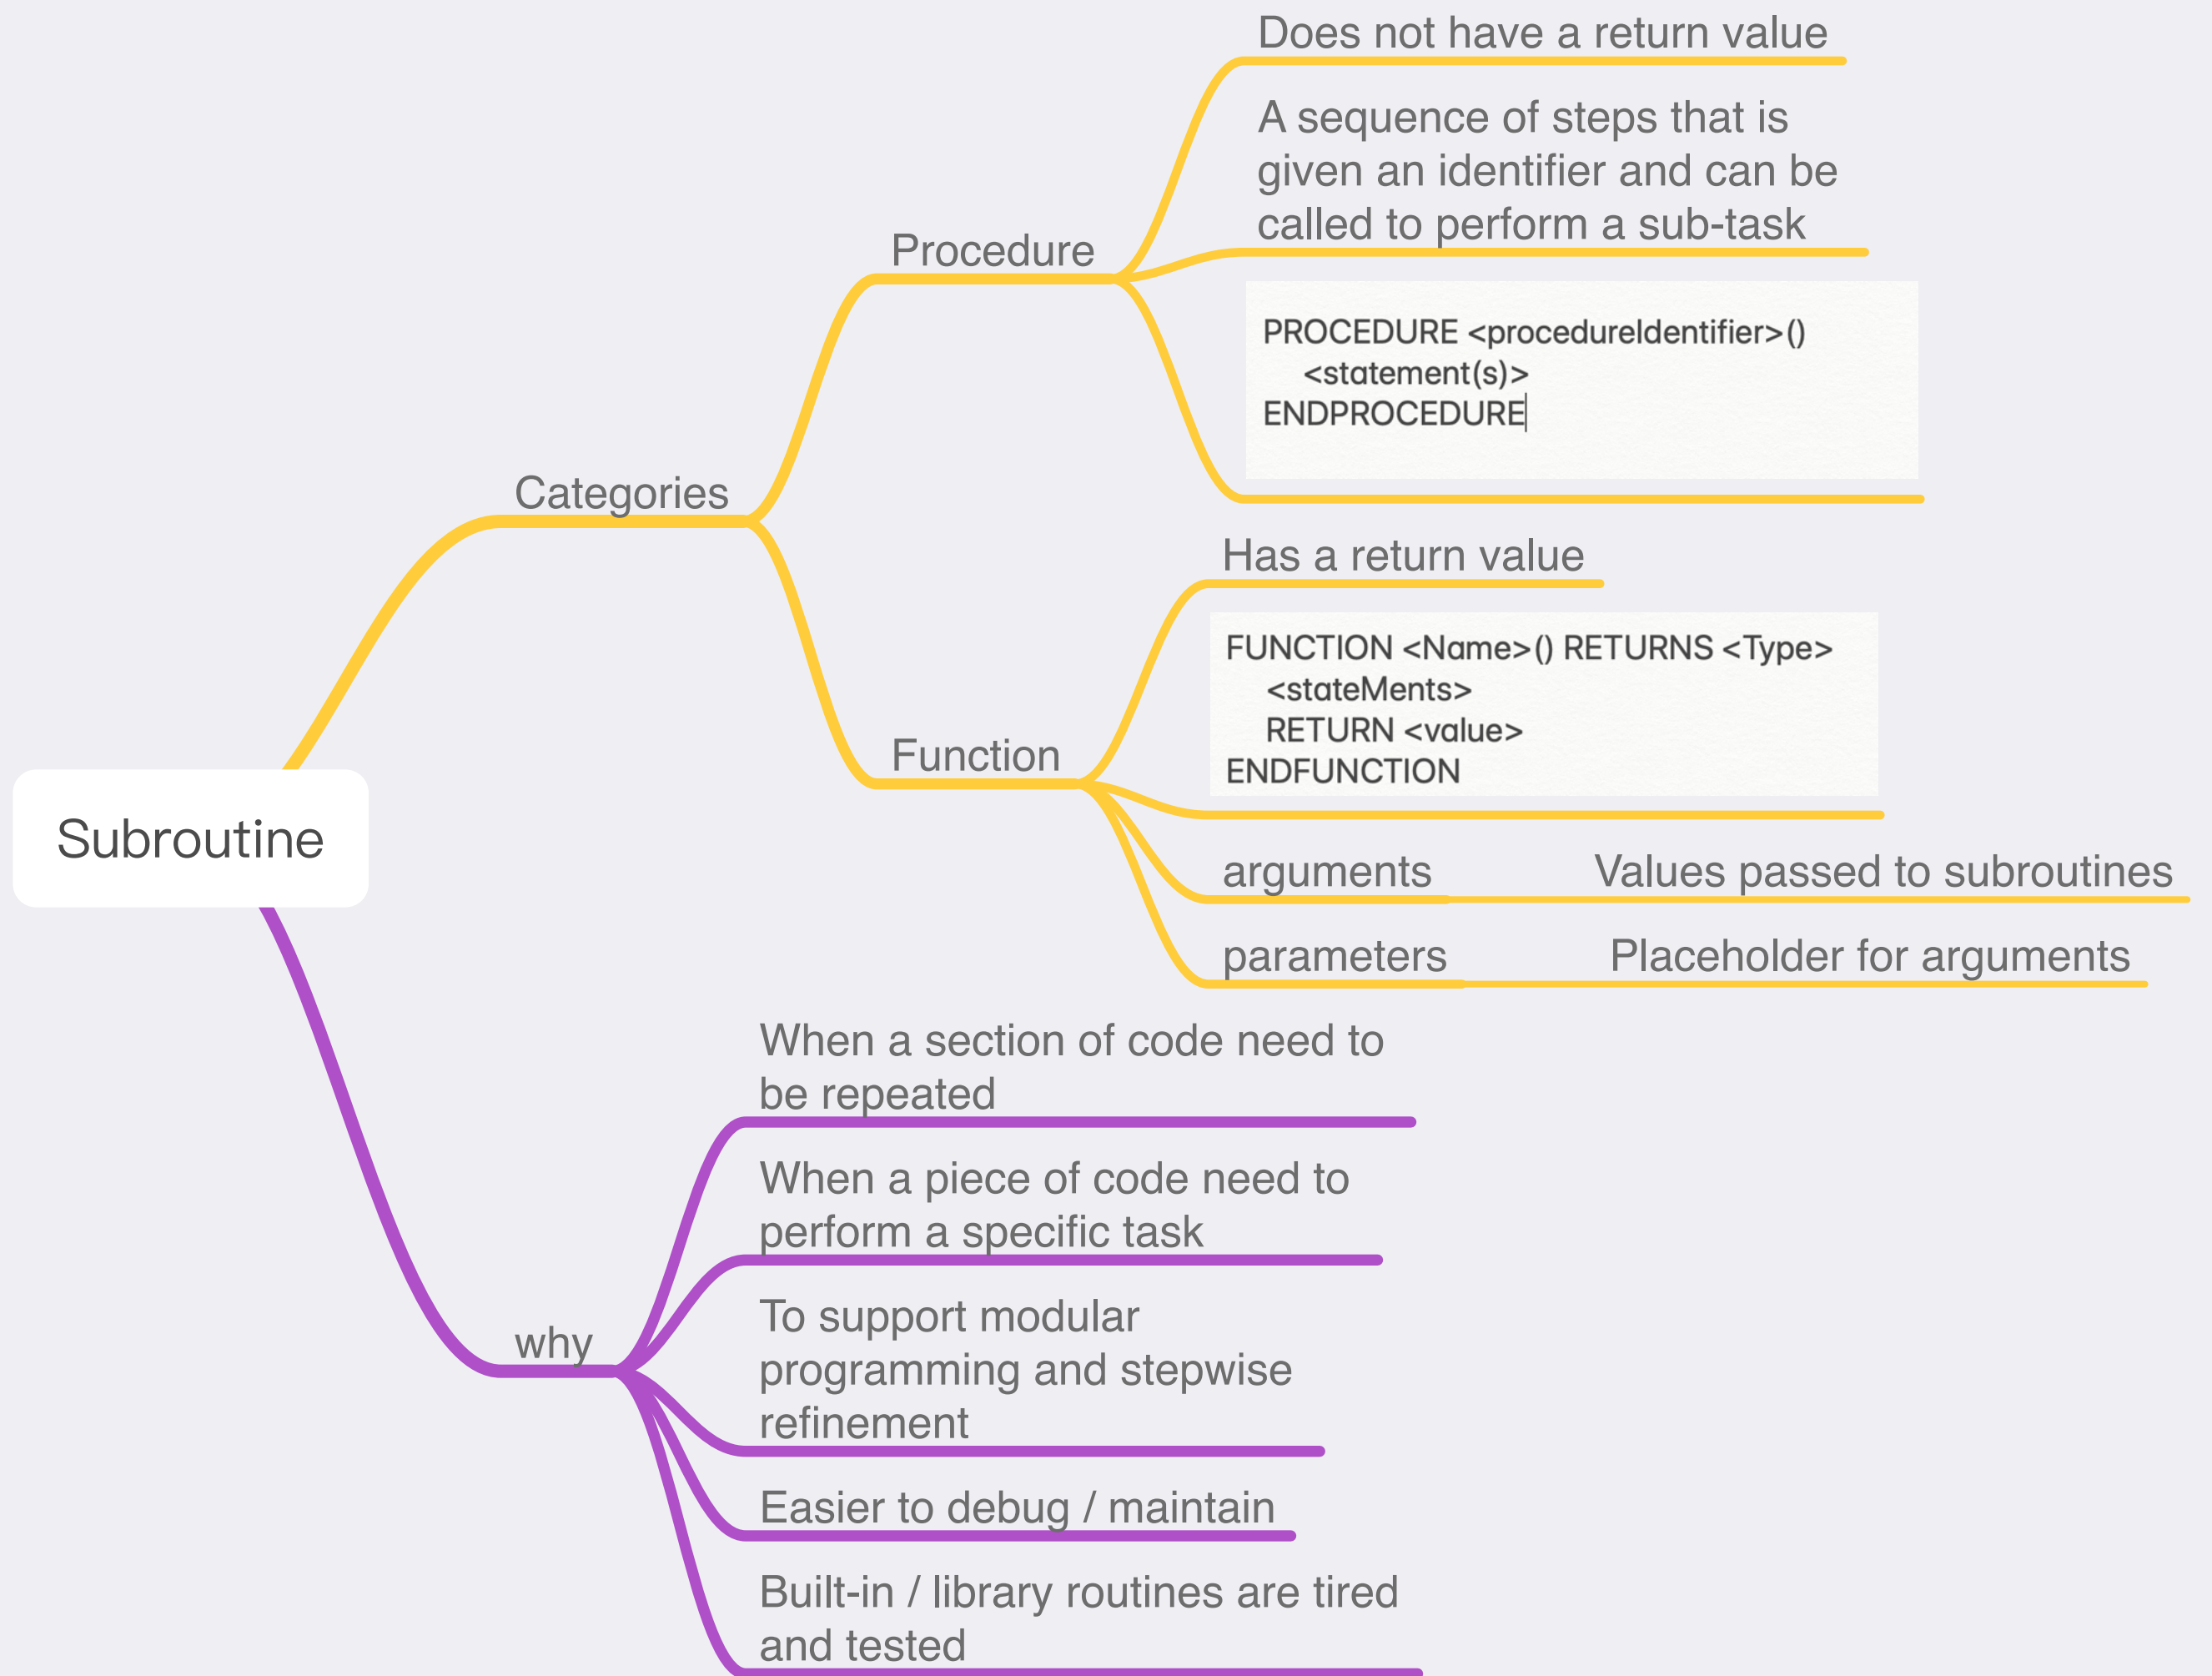 Subroutine
Categories
Procedure
Does not have a return value
A sequence of steps that is
given an identifier and can be
called to perform a sub-task
PROCEDURE <procedureIdentifier>()
<statement(s)>
ENDPROCEDURE
Function
Has a return value
FUNCTION <Name>() RETURNS <Type>
<stateMents>
RETURN <value>
ENDFUNCTION
arguments
Values passed to subroutines
parameters
Placeholder for arguments
why
When a section of code need to
be repeated
When a piece of code need to
perform a specific task
To support modular
programming and stepwise
refinement
Easier to debug / maintain
Built-in / library routines are tired
and tested